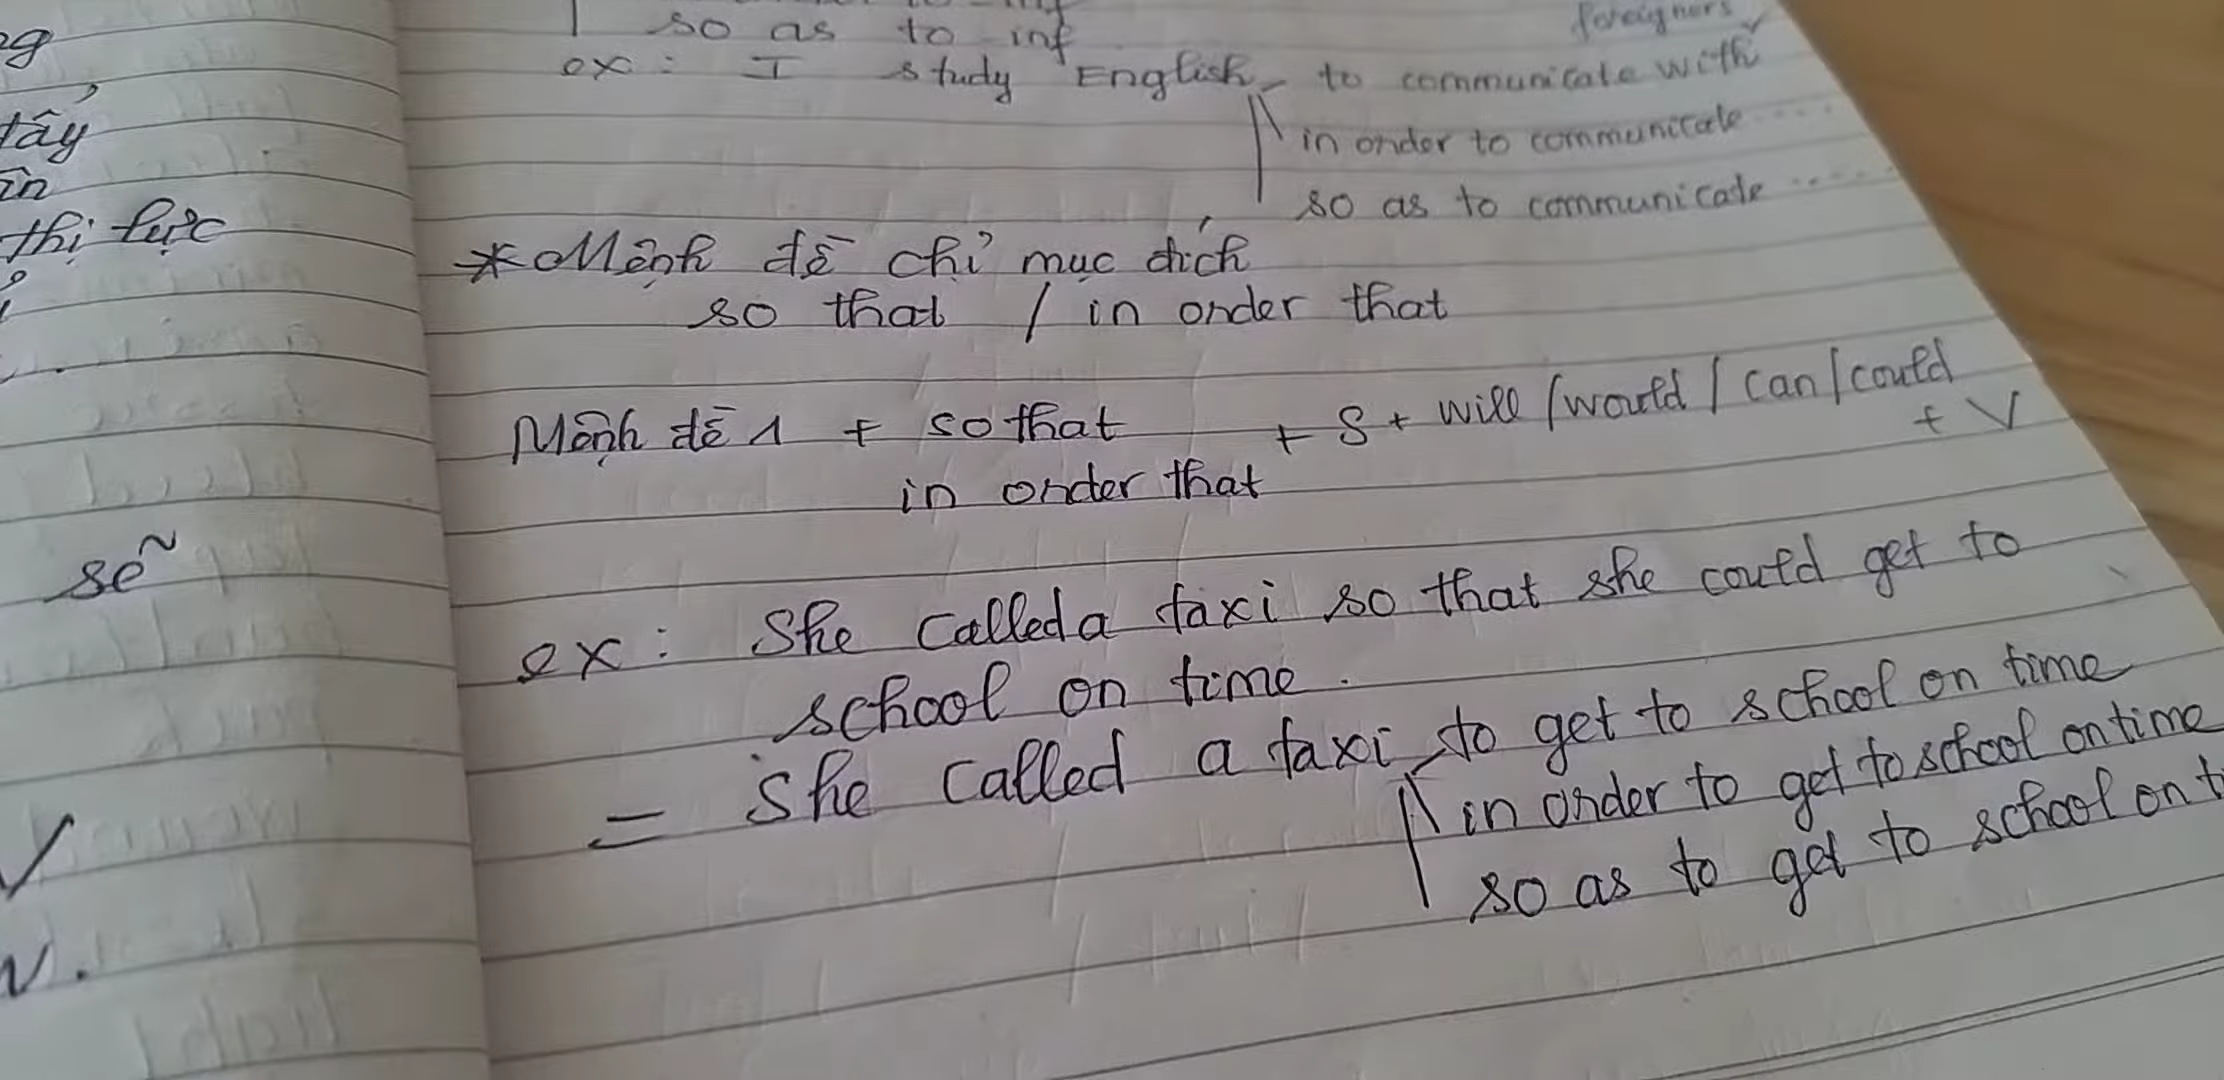 ng
tẩy
ìn
thị lực
sẽ
so as to inf
foreigners
ex: I study English to communicate with
in order to communicate ....
so as to communicate .....
* Mệnh đề chỉ mục đích
so that / in order that
Mệnh đề 1 + so that + S + will / would / can / could
+ V
in order that
ex: She called a taxi so that she could get to
school on time.
= She called a taxi to get to school on time
in order to get to school on time
so as to get to school on t